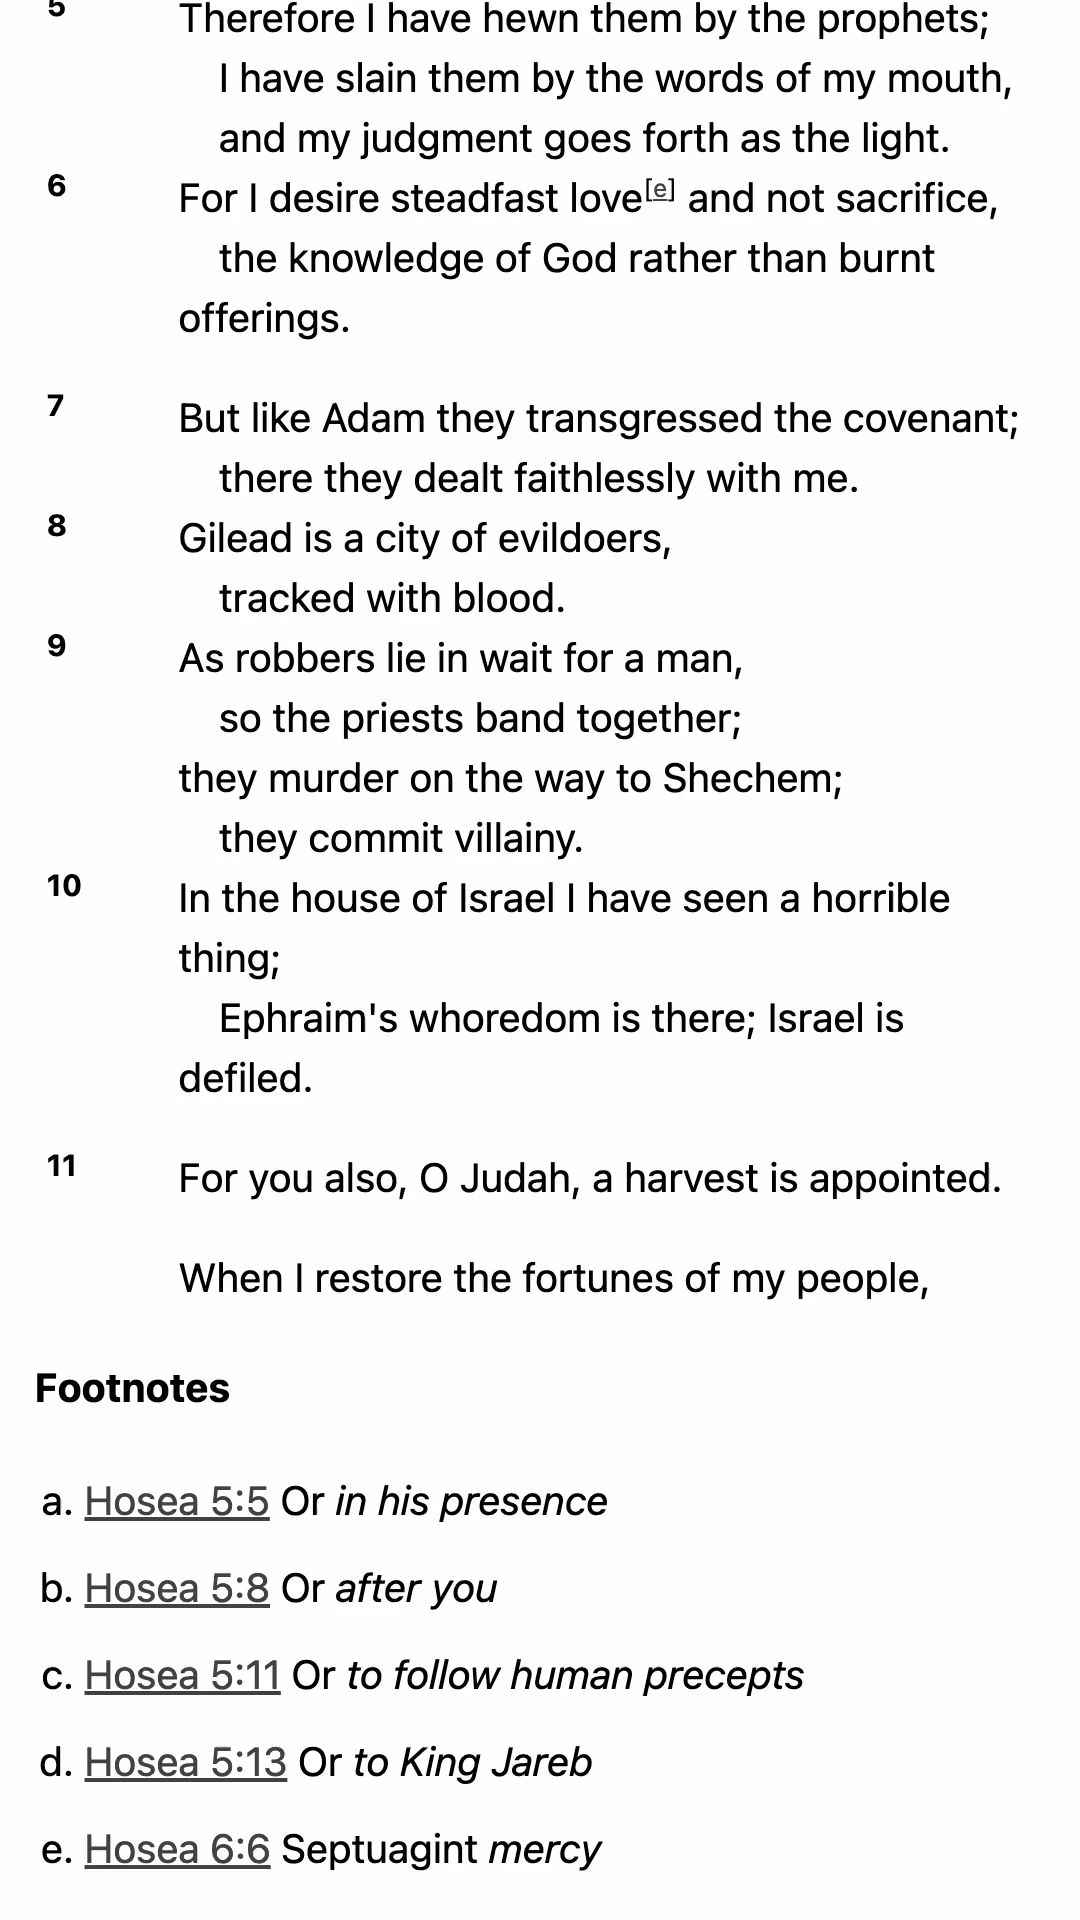 5 Therefore I have hewn them by the prophets;
I have slain them by the words of my mouth,
and my judgment goes forth as the light.
6 For I desire steadfast love[e] and not sacrifice,
the knowledge of God rather than burnt
offerings.
7 But like Adam they transgressed the covenant;
there they dealt faithlessly with me.
8 Gilead is a city of evildoers,
tracked with blood.
9 As robbers lie in wait for a man,
so the priests band together;
they murder on the way to Shechem;
they commit villainy.
10 In the house of Israel I have seen a horrible
thing;
Ephraim's whoredom is there; Israel is
defiled.
11 For you also, O Judah, a harvest is appointed.
When I restore the fortunes of my people,
Footnotes
a. Hosea 5:5 Or in his presence
b. Hosea 5:8 Or after you
c. Hosea 5:11 Or to follow human precepts
d. Hosea 5:13 Or to King Jareb
e. Hosea 6:6 Septuagint mercy